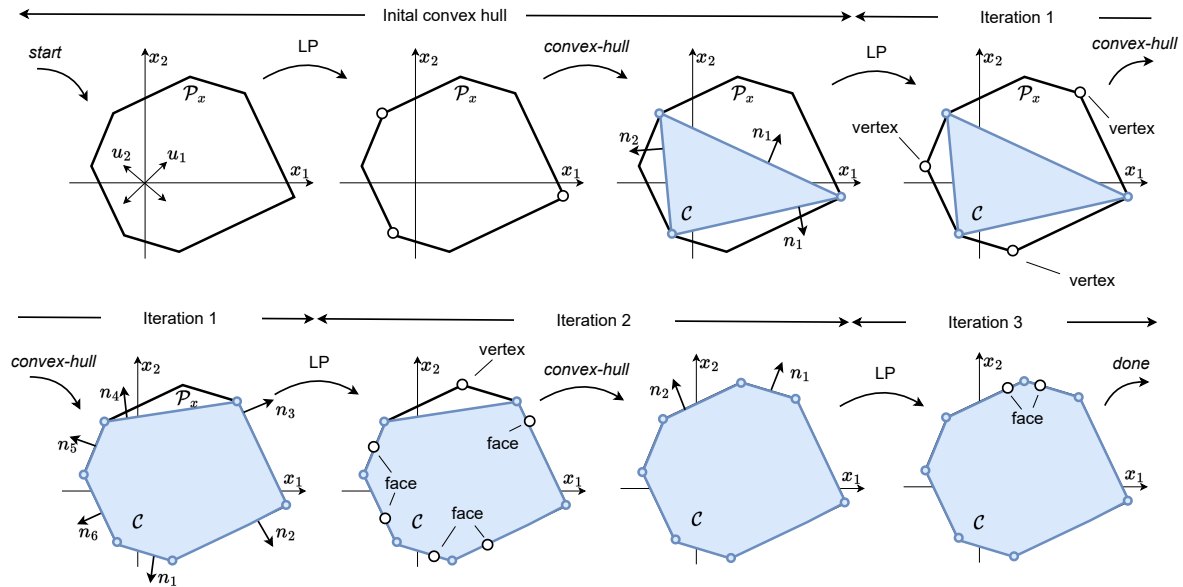 Inital convex hull
Iteration 1
start
LP
convex-hull
LP
convex-hull
x₂
𝒫ₓ
u₂
u₁
x₁
x₂
x₁
x₂
𝒫ₓ
n₂
n₁
x₁
𝒞
n₁
x₂
𝒫ₓ
vertex
vertex
x₁
𝒞
vertex
Iteration 1
Iteration 2
Iteration 3
convex-hull
LP
convex-hull
LP
done
x₂
n₄
𝒫ₓ
n₃
n₅
x₁
n₆
𝒞
n₂
n₁
vertex
x₂
face
face
x₁
face
𝒞
x₂
n₂
n₁
x₁
𝒞
x₂
face
x₁
𝒞